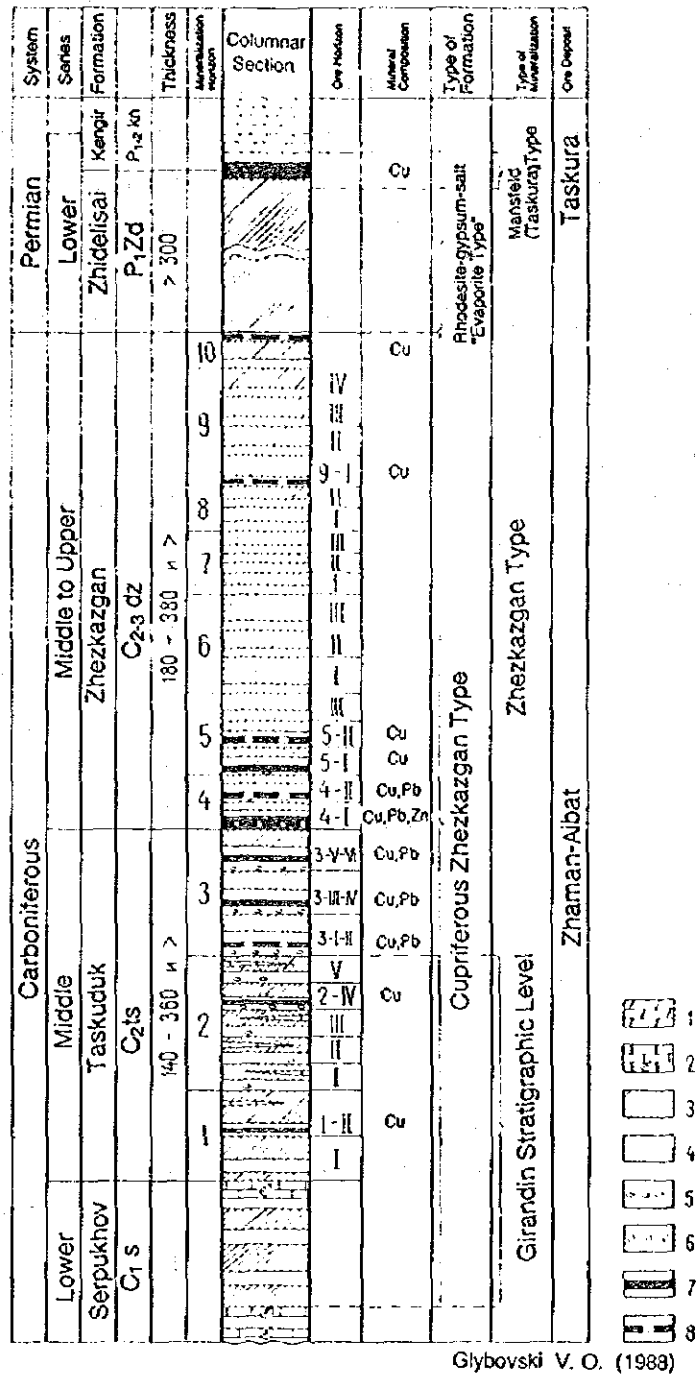 System Series Formation Thickness Mineralization Horizon Columnar Section Ore Horizon Mineral Composition Type of Formation Type of Mineralization Ore Deposit
Permian
Lower
Kengir
P₁₋₂ kn
Zhidelisai
P₁Zd
> 300
Cu
Rhodesite-gypsum-salt
"Evaporite Type"
Mansfeld
(Taskura)Type
Taskura
Carboniferous
Middle to Upper
Zhezkazgan
C₂₋₃ dz
180 - 380 и >
10
Cu
9
IV
III
II
9-I
Cu
8
II
I
7
III
II
I
6
III
II
I
III
5
5-II
Cu
5-I
Cu
4
4-II
Cu,Pb
4-I
Cu,Pb,Zn
Middle
Taskuduk
C₂ts
140 - 360 и >
3
3-V-VI
Cu,Pb
3-III-IV
Cu,Pb
3-I-II
Cu,Pb
2
V
2-IV
Cu
III
II
I
1
1-II
Cu
I
Lower
Serpukhov
C₁ s
Cupriferous Zhezkazgan Type
Zhezkazgan Type
Girandin Stratigraphic Level
Zhaman-Aibat
1
2
3
4
5
6
7
8
Glybovski V. O. (1988)